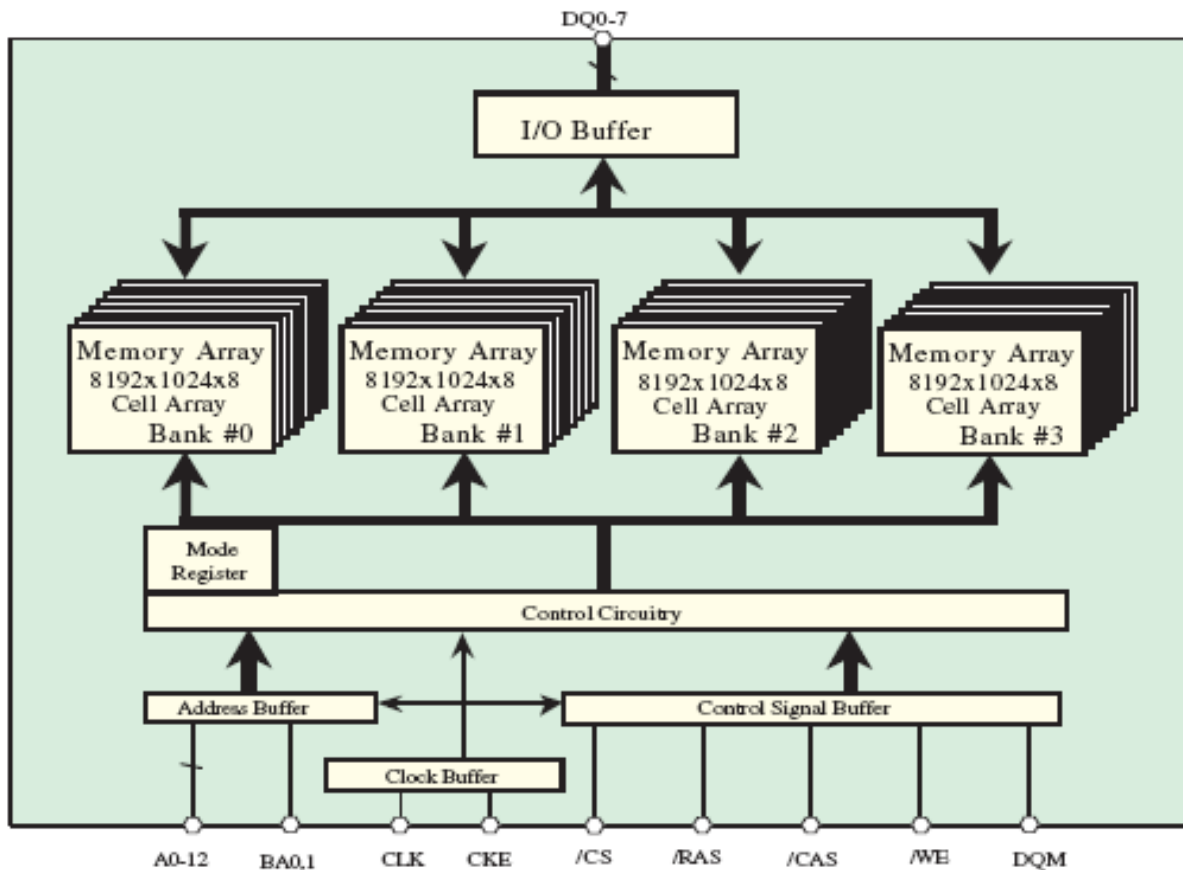 DQ0-7
I/O Buffer
Memory Array
8192x1024x8
Cell Array
Bank #0
Memory Array
8192x1024x8
Cell Array
Bank #1
Memory Array
8192x1024x8
Cell Array
Bank #2
Memory Array
8192x1024x8
Cell Array
Bank #3
Mode
Register
Control Circuitry
Address Buffer
Control Signal Buffer
Clock Buffer
A0-12
BA0,1
CLK
CKE
/CS
/RAS
/CAS
/WE
DQM